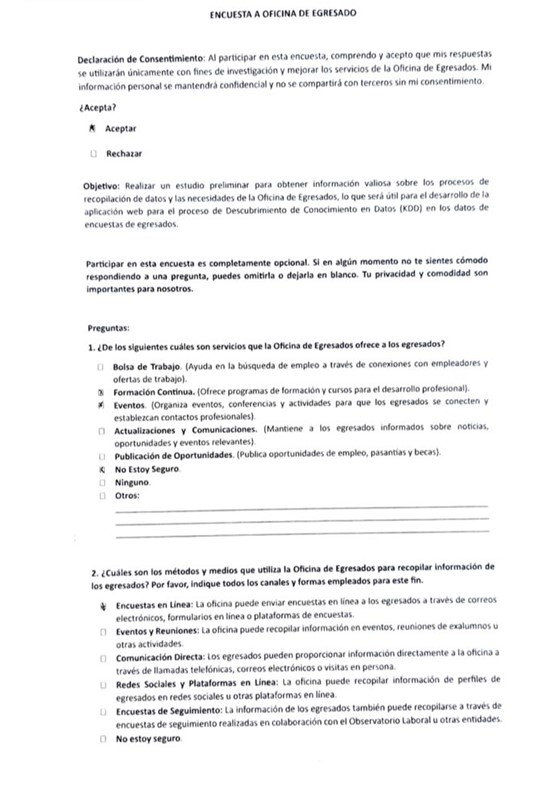 ENCUESTA A OFICINA DE EGRESADO
Declaración de Consentimiento: Al participar en esta encuesta, comprendo y acepto que mis respuestas
se utilizarán únicamente con fines de investigación y mejorar los servicios de la Oficina de Egresados. Mi
información personal se mantendrá confidencial y no se compartirá con terceros sin mi consentimiento.
¿Acepta?
Aceptar
Rechazar
Objetivo: Realizar un estudio preliminar para obtener información valiosa sobre los procesos de
recopilación de datos y las necesidades de la Oficina de Egresados, lo que será útil para el desarrollo de la
aplicación web para el proceso de Descubrimiento de Conocimiento en Datos (KDD) en los datos de
encuestas de egresados.
Participar en esta encuesta es completamente opcional. Si en algún momento no te sientes cómodo
respondiendo a una pregunta, puedes omitirla o dejarla en blanco. Tu privacidad y comodidad son
importantes para nosotros.
Preguntas:
1. ¿De los siguientes cuáles son servicios que la Oficina de Egresados ofrece a los egresados?
Bolsa de Trabajo. (Ayuda en la búsqueda de empleo a través de conexiones con empleadores y
ofertas de trabajo).
Formación Continua. (Ofrece programas de formación y cursos para el desarrollo profesional).
Eventos. (Organiza eventos, conferencias y actividades para que los egresados se conecten y
establezcan contactos profesionales).
Actualizaciones y Comunicaciones. (Mantiene a los egresados informados sobre noticias,
oportunidades y eventos relevantes).
Publicación de Oportunidades. (Publica oportunidades de empleo, pasantías y becas).
No Estoy Seguro.
Ninguno.
Otros:
2. ¿Cuáles son los métodos y medios que utiliza la Oficina de Egresados para recopilar información de
los egresados? Por favor, indique todos los canales y formas empleados para este fin.
Encuestas en Línea: La oficina puede enviar encuestas en línea a los egresados a través de correos
electrónicos, formularios en línea o plataformas de encuestas.
Eventos y Reuniones: La oficina puede recopilar información en eventos, reuniones de exalumnos u
otras actividades.
Comunicación Directa: Los egresados pueden proporcionar información directamente a la oficina a
través de llamadas telefónicas, correos electrónicos o visitas en persona.
Redes Sociales y Plataformas en Línea: La oficina puede recopilar información de perfiles de
egresados en redes sociales u otras plataformas en línea.
Encuestas de Seguimiento: La información de los egresados también puede recopilarse a través de
encuestas de seguimiento realizadas en colaboración con el Observatorio Laboral u otras entidades.
No estoy seguro.